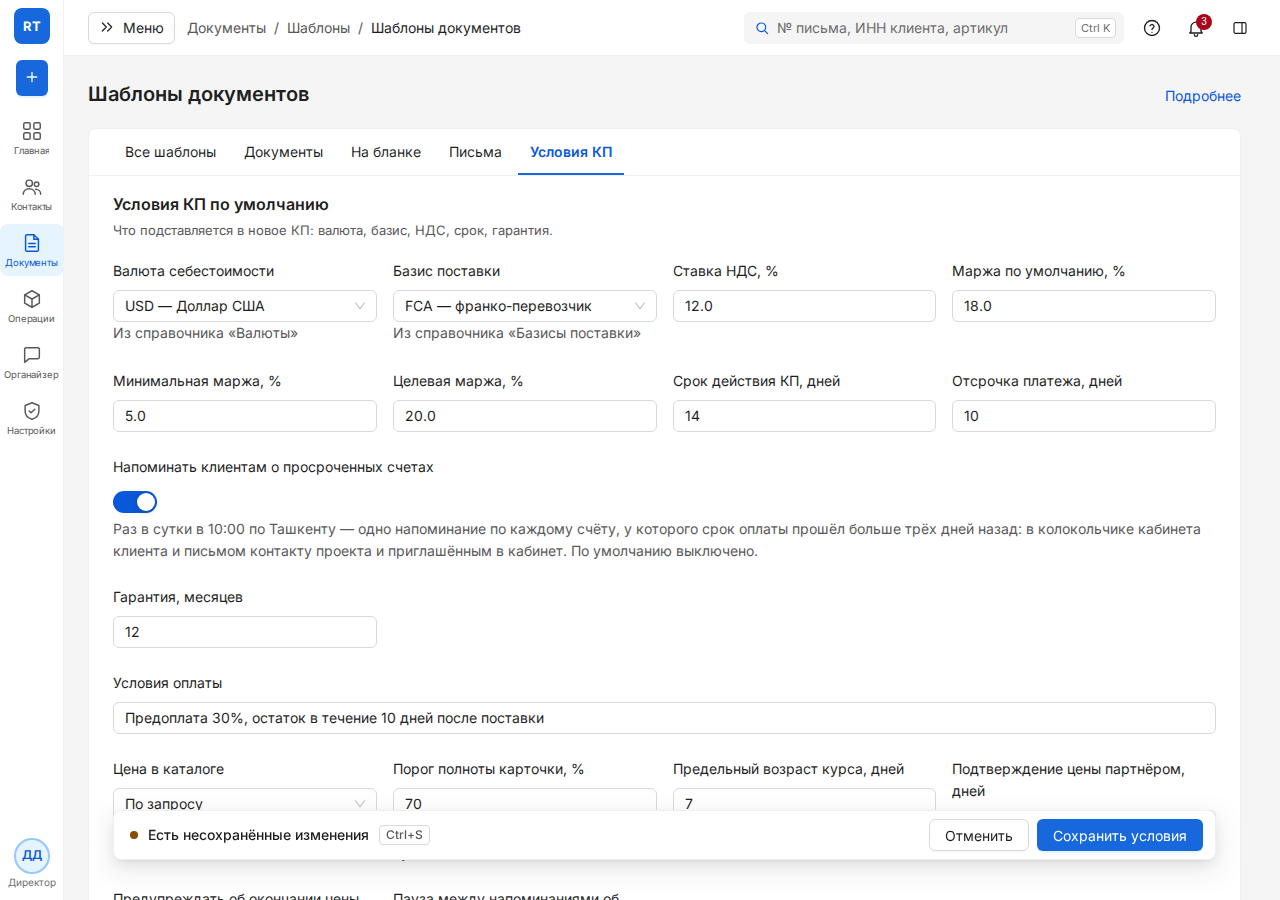 RT
Меню
Документы / Шаблоны / Шаблоны документов
№ письма, ИНН клиента, артикул
Ctrl K
3
Главная
Контакты
Документы
Операции
Органайзер
Настройки
ДД
Директор
Шаблоны документов
Подробнее
Все шаблоны
Документы
На бланке
Письма
Условия КП
Условия КП по умолчанию
Что подставляется в новое КП: валюта, базис, НДС, срок, гарантия.
Валюта себестоимости
Базис поставки
Ставка НДС, %
Маржа по умолчанию, %
USD — Доллар США
FCA — франко-перевозчик
12.0
18.0
Из справочника «Валюты»
Из справочника «Базисы поставки»
Минимальная маржа, %
Целевая маржа, %
Срок действия КП, дней
Отсрочка платежа, дней
5.0
20.0
14
10
Напоминать клиентам о просроченных счетах
Раз в сутки в 10:00 по Ташкенту — одно напоминание по каждому счёту, у которого срок оплаты прошёл больше трёх дней назад: в колокольчике кабинета
клиента и письмом контакту проекта и приглашённым в кабинет. По умолчанию выключено.
Гарантия, месяцев
12
Условия оплаты
Предоплата 30%, остаток в течение 10 дней после поставки
Цена в каталоге
Порог полноты карточки, %
Предельный возраст курса, дней
Подтверждение цены партнёром,
дней
По запросу
70
7
Есть несохранённые изменения
Ctrl+S
Отменить
Сохранить условия
Предупреждать об окончании цены
Пауза между напоминаниями об